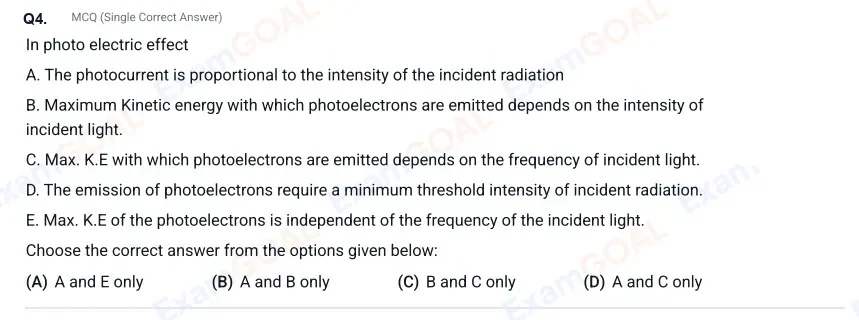 Q4. MCQ (Single Correct Answer)
In photo electric effect
A. The photocurrent is proportional to the intensity of the incident radiation
B. Maximum Kinetic energy with which photoelectrons are emitted depends on the intensity of
incident light.
C. Max. K.E with which photoelectrons are emitted depends on the frequency of incident light.
D. The emission of photoelectrons require a minimum threshold intensity of incident radiation.
E. Max. K.E of the photoelectrons is independent of the frequency of the incident light.
Choose the correct answer from the options given below:
(A) A and E only (B) A and B only (C) B and C only (D) A and C only